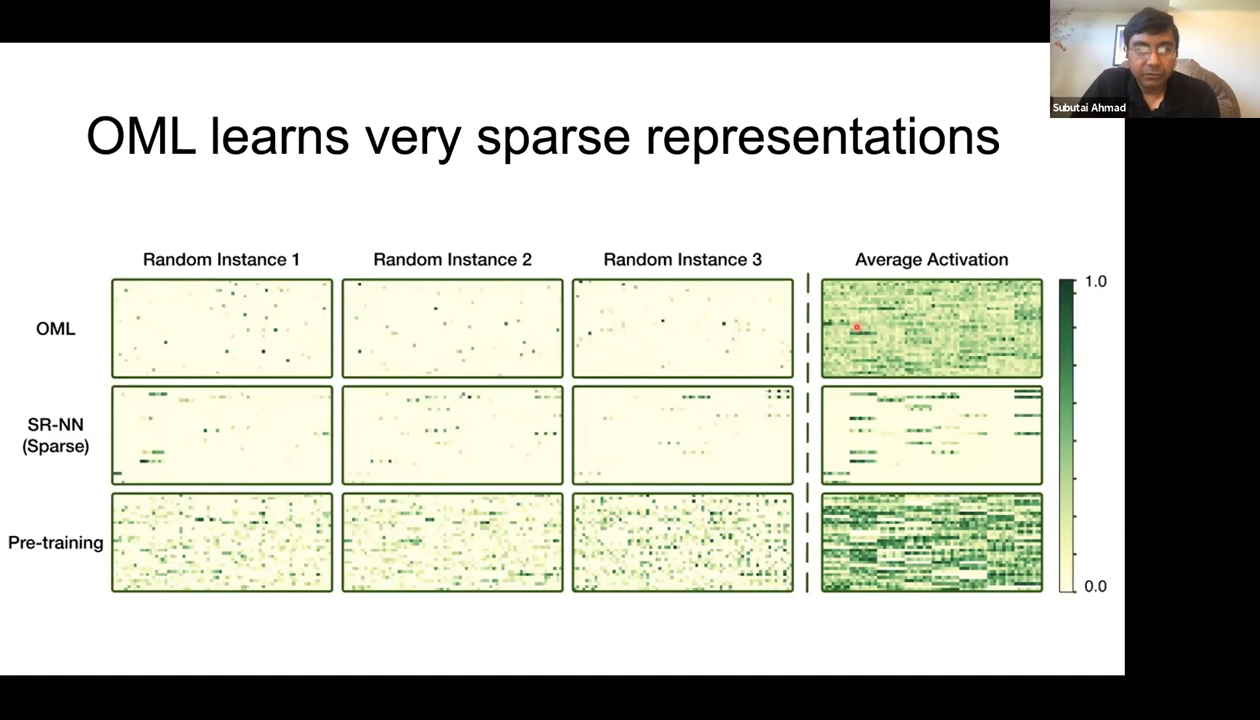 Subutai Ahmad
OML learns very sparse representations
Random Instance 1
Random Instance 2
Random Instance 3
Average Activation
OML
SR-NN
(Sparse)
Pre-training
1.0
0.0